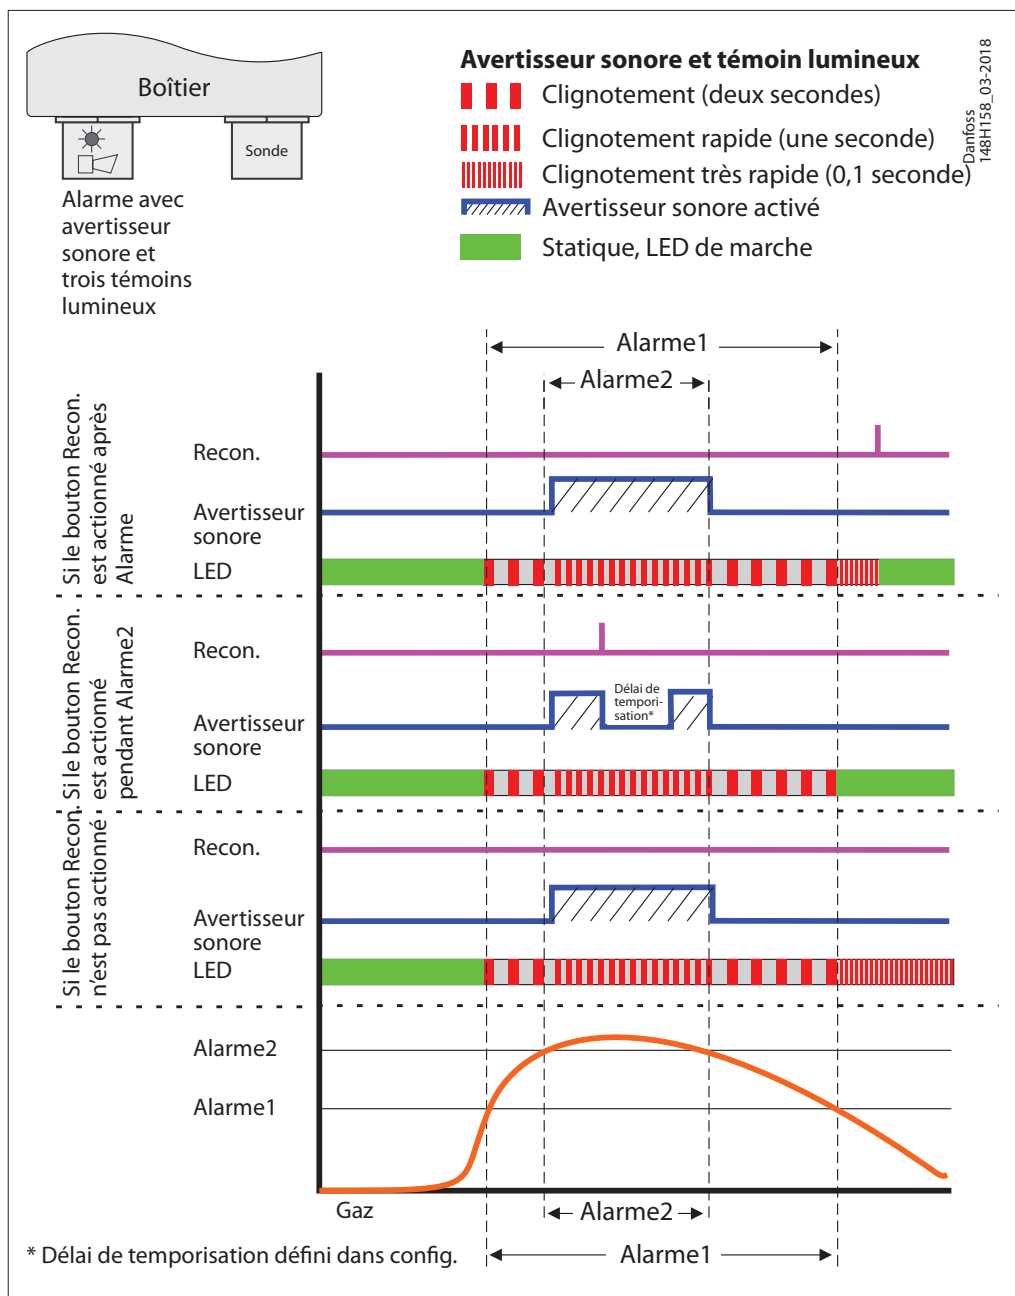 Boîtier
Sonde
Alarme avec
avertisseur
sonore et
trois témoins
lumineux
Avertisseur sonore et témoin lumineux
Clignotement (deux secondes)
Clignotement rapide (une seconde)
Clignotement très rapide (0,1 seconde)
Avertisseur sonore activé
Statique, LED de marche
Danfoss
148H158_03-2018
Alarme1
Alarme2
Si le bouton Recon.
est actionné après
Alarme
Recon.
Avertisseur
sonore
LED
Si le bouton Recon.
est actionné
pendant Alarme2
Recon.
Délai de
tempori-
sation*
Avertisseur
sonore
LED
Si le bouton Recon.
n'est pas actionné
Recon.
Avertisseur
sonore
LED
Alarme2
Alarme1
Gaz
Alarme2
* Délai de temporisation défini dans config.
Alarme1